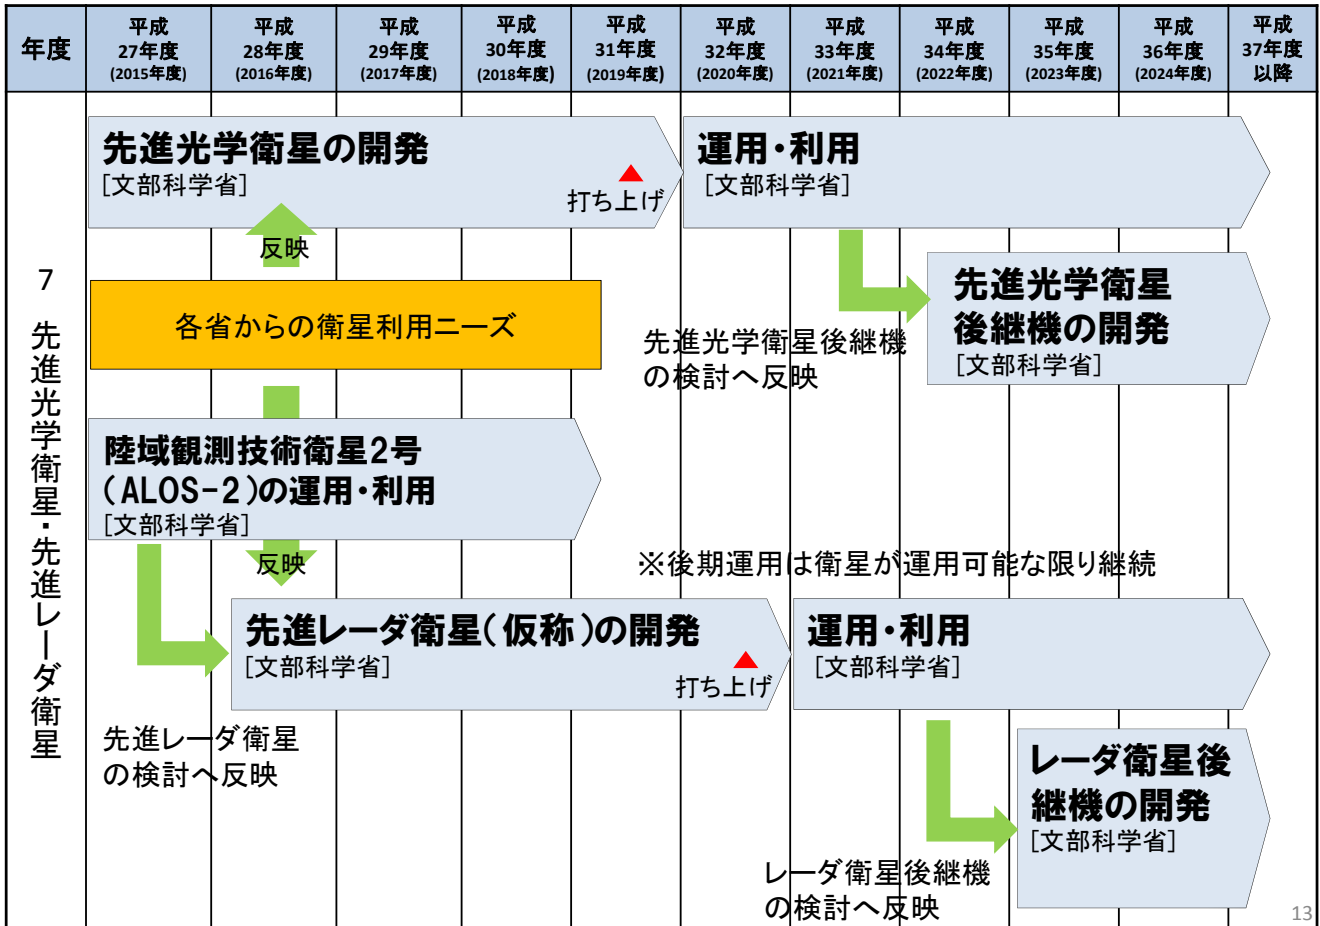 年度
平成
27年度
(2015年度)
平成
28年度
(2016年度)
平成
29年度
(2017年度)
平成
30年度
(2018年度)
平成
31年度
(2019年度)
平成
32年度
(2020年度)
平成
33年度
(2021年度)
平成
34年度
(2022年度)
平成
35年度
(2023年度)
平成
36年度
(2024年度)
平成
37年度
以降
7 先進光学衛星・先進レーダ衛星
先進光学衛星の開発
[文部科学省]
打ち上げ
運用・利用
[文部科学省]
反映
各省からの衛星利用ニーズ
先進光学衛星後継機
の検討へ反映
先進光学衛星
後継機の開発
[文部科学省]
陸域観測技術衛星2号
(ALOS-2)の運用・利用
[文部科学省]
反映
※後期運用は衛星が運用可能な限り継続
先進レーダ衛星(仮称)の開発
[文部科学省]
打ち上げ
運用・利用
[文部科学省]
先進レーダ衛星
の検討へ反映
レーダ衛星後
継機の開発
[文部科学省]
レーダ衛星後継機
の検討へ反映
13